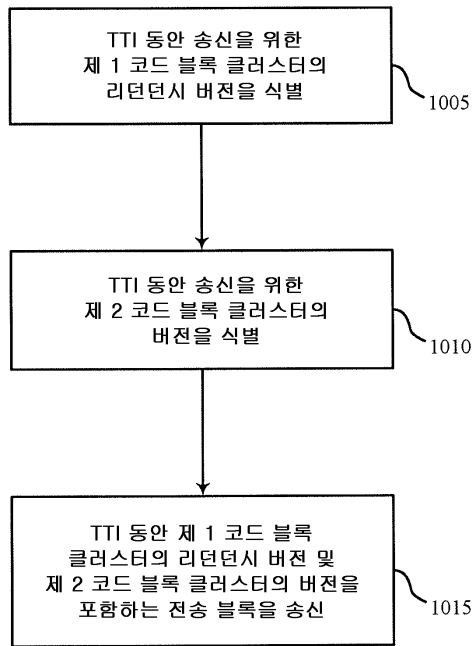 TTI 동안 송신을 위한
제 1 코드 블록 클러스터의
리던던시 버전을 식별
1005
TTI 동안 송신을 위한
제 2 코드 블록 클러스터의
버전을 식별
1010
TTI 동안 제 1 코드 블록
클러스터의 리던던시 버전 및
제 2 코드 블록 클러스터의 버전을
포함하는 전송 블록을 송신
1015